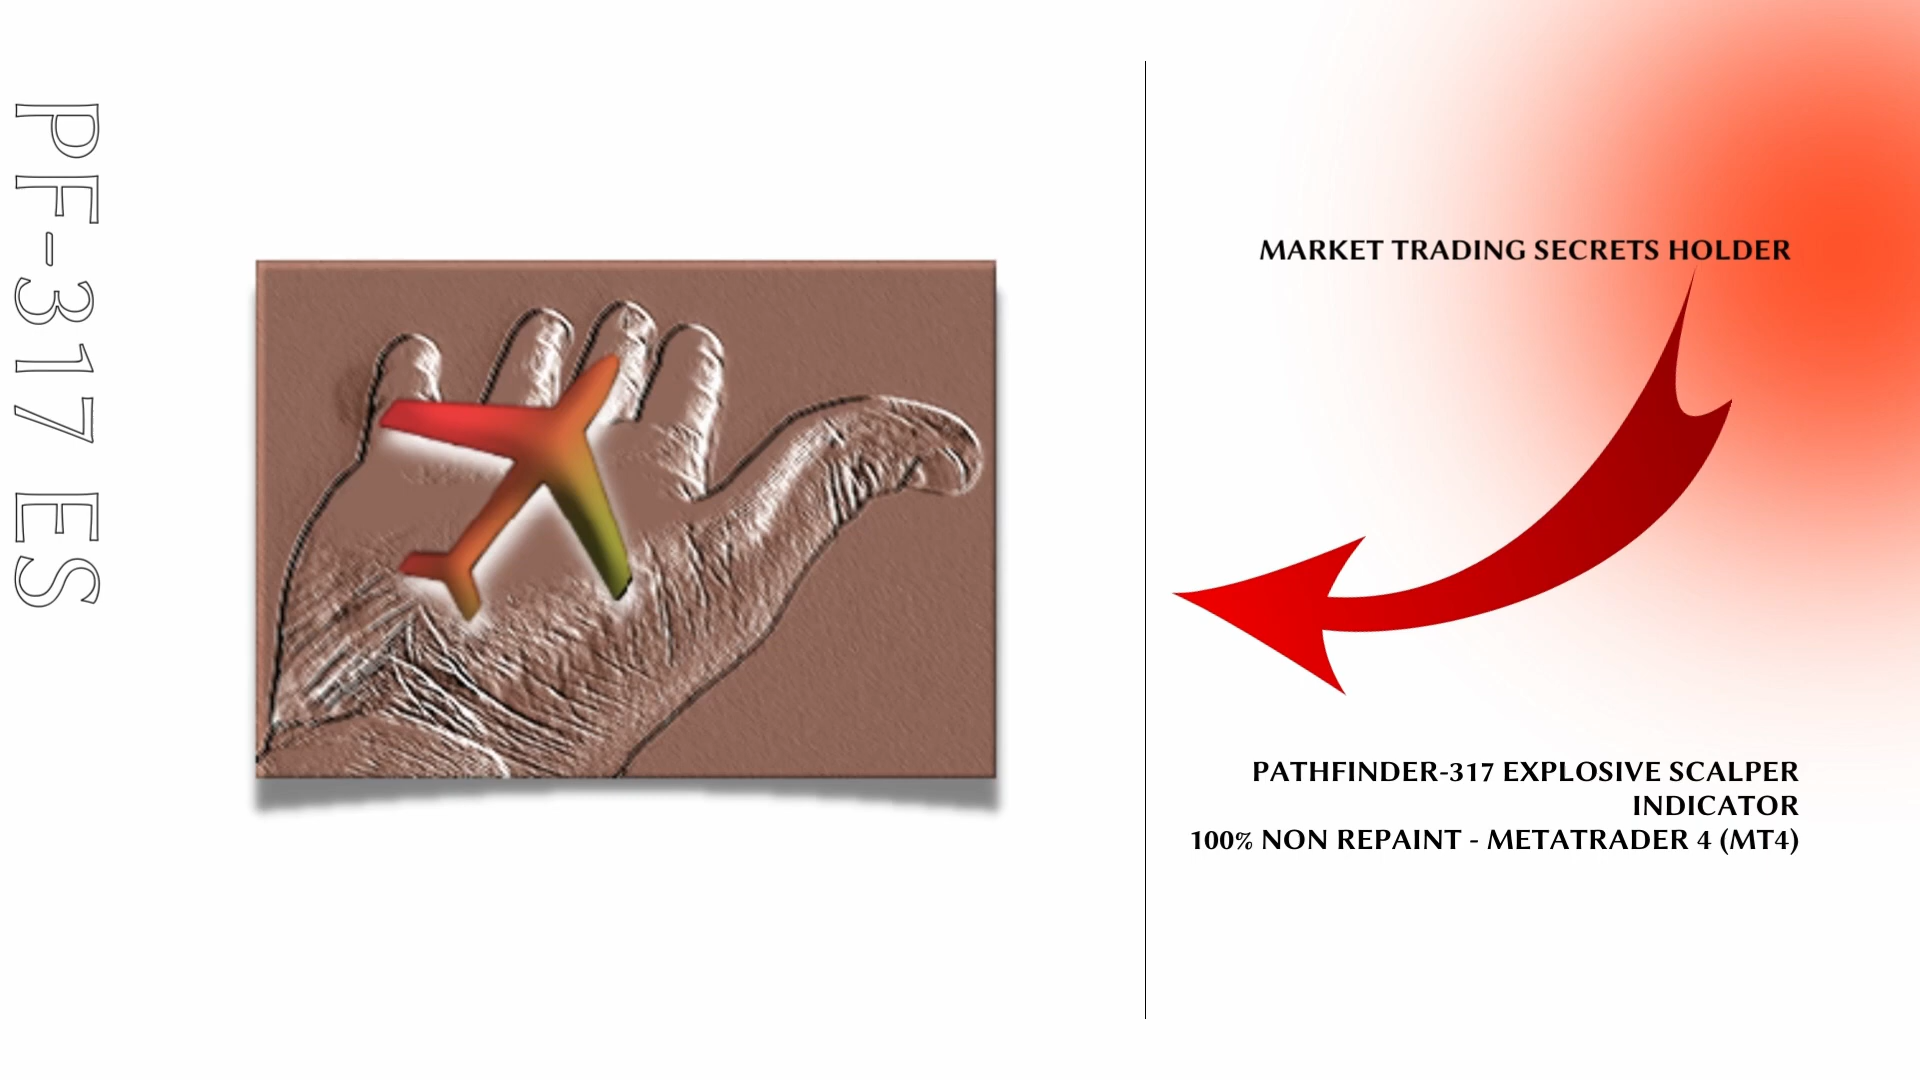 PF-317 ES
MARKET TRADING SECRETS HOLDER
PATHFINDER-317 EXPLOSIVE SCALPER
INDICATOR
100% NON REPAINT - METATRADER 4 (MT4)